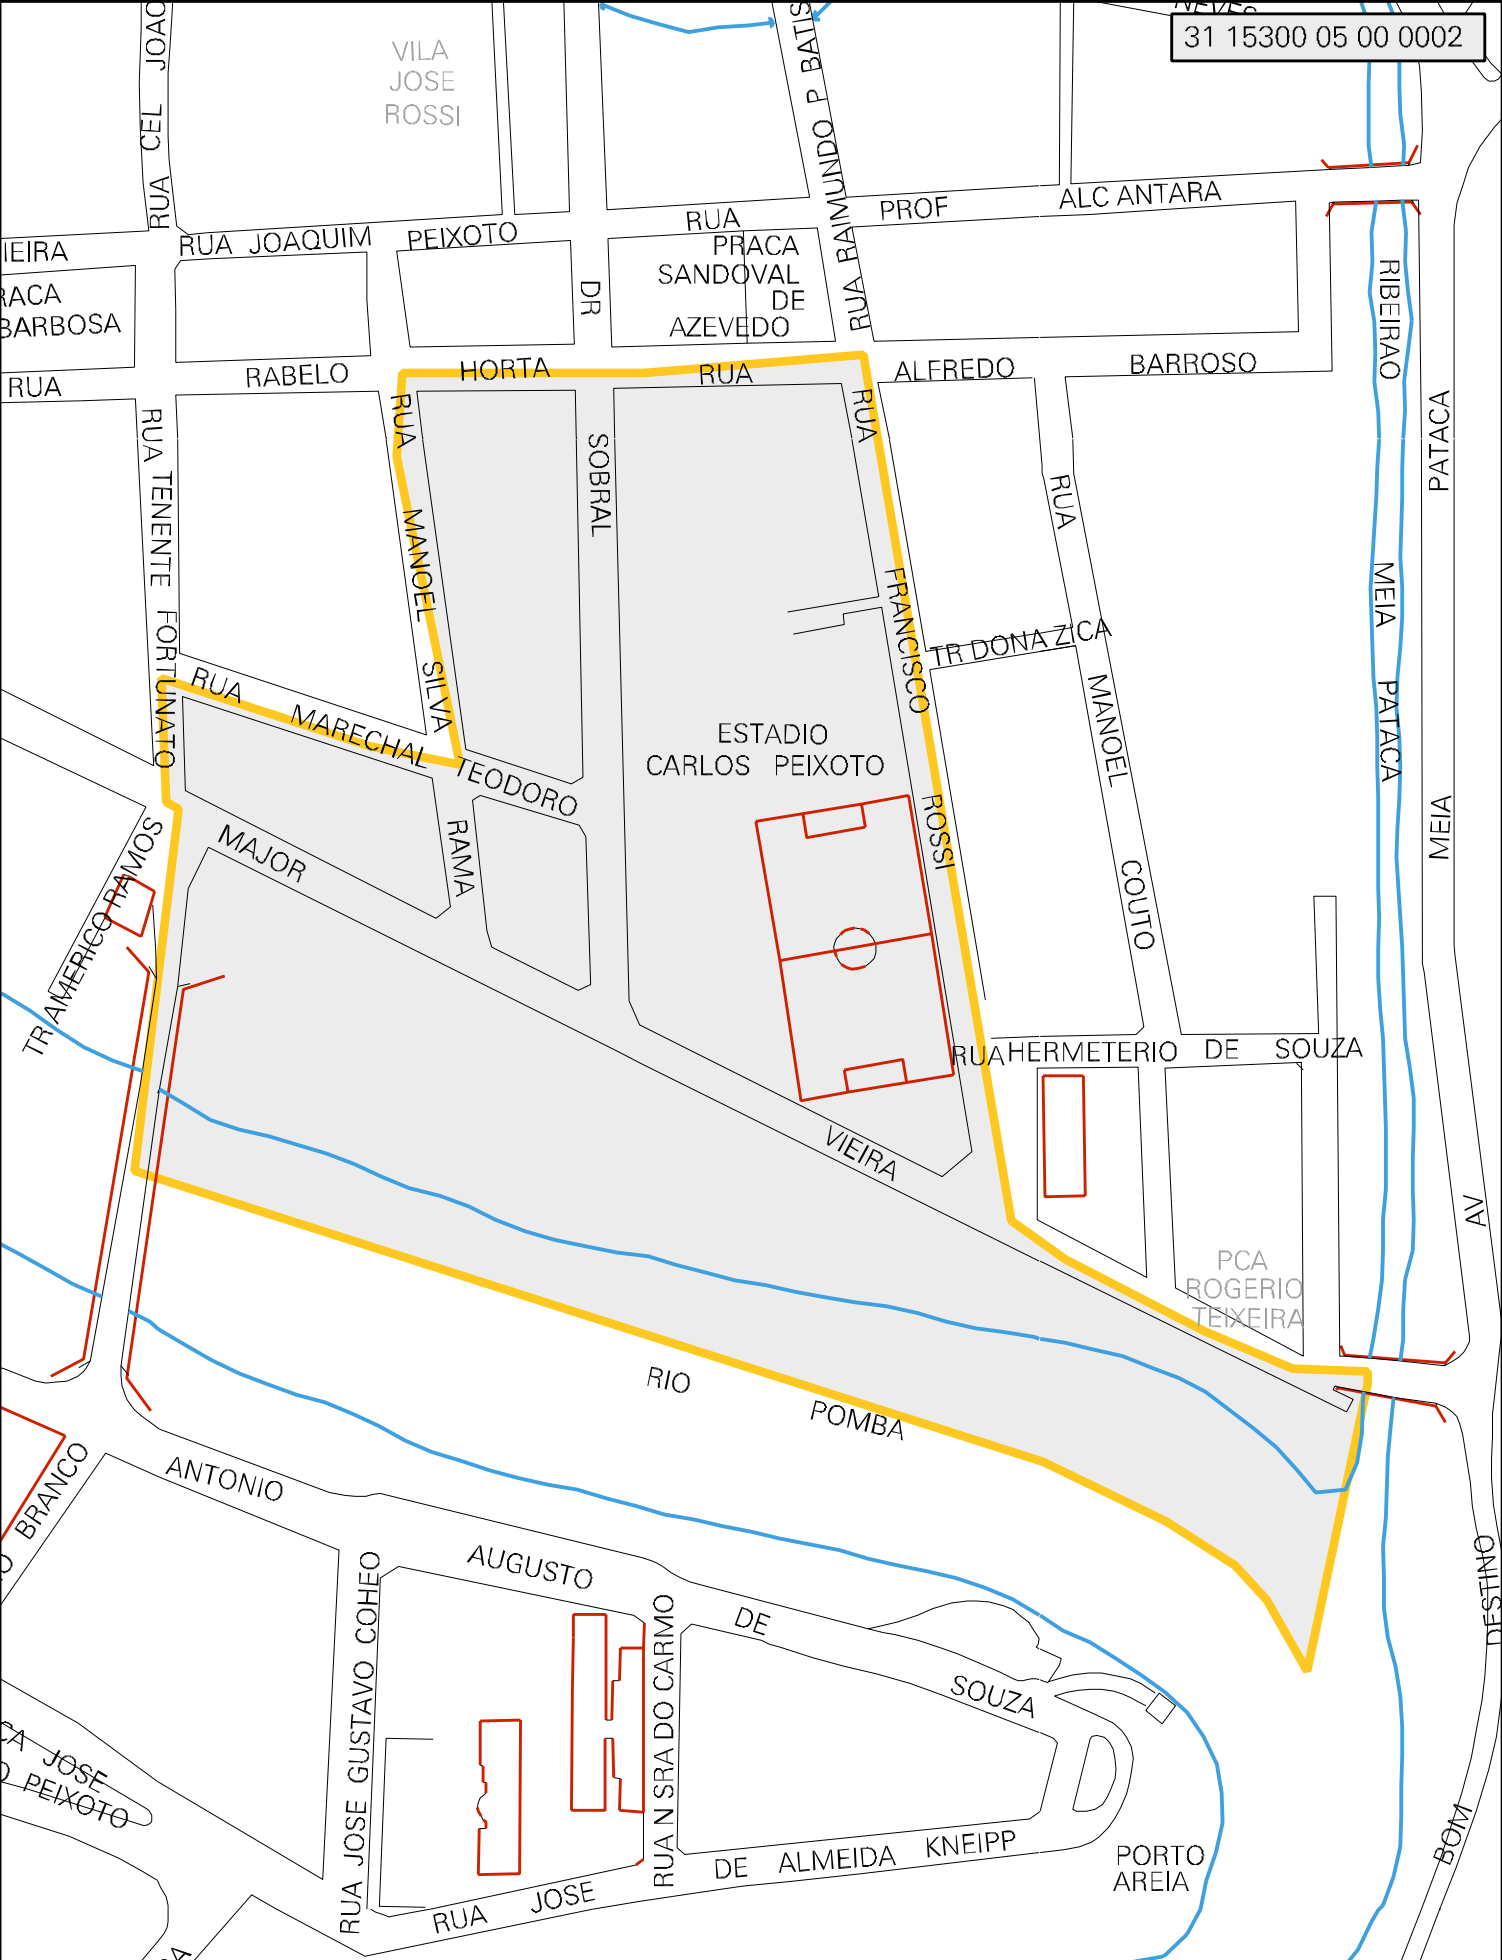 NEVES
31 15300 05 00 0002
VILA
JOSE
ROSSI
RUA CEL JOAO
RUA RAIMUNDO P BATIS
IEIRA
RUA JOAQUIM PEIXOTO
RUA PROF ALCANTARA
PRACA
SANDOVAL
DE
AZEVEDO
RACA
BARBOSA
DR
SOBRAL
RUA RABELO HORTA
RUA ALFREDO BARROSO
RIBEIRAO
MEIA
PATACA
RUA TENENTE FORTUNATO
RUA MANOEL SILVA
RAMA
RUA FRANCISCO ROSSI
RUA MANOEL COUTO
TR DONA ZICA
RUA MARECHAL TEODORO
ESTADIO
CARLOS PEIXOTO
MAJOR VIEIRA
TR AMERICO RAMOS
RUA HERMETERIO DE SOUZA
PCA
ROGERIO
TEIXEIRA
AV MEIA PATACA
RIO POMBA
O BRANCO
ANTONIO AUGUSTO DE SOUZA
RUA JOSE GUSTAVO COHEO
RUA N SRA DO CARMO
CA JOSE
O PEIXOTO
RUA JOSE DE ALMEIDA KNEIPP
PORTO
AREIA
BOM DESTINO